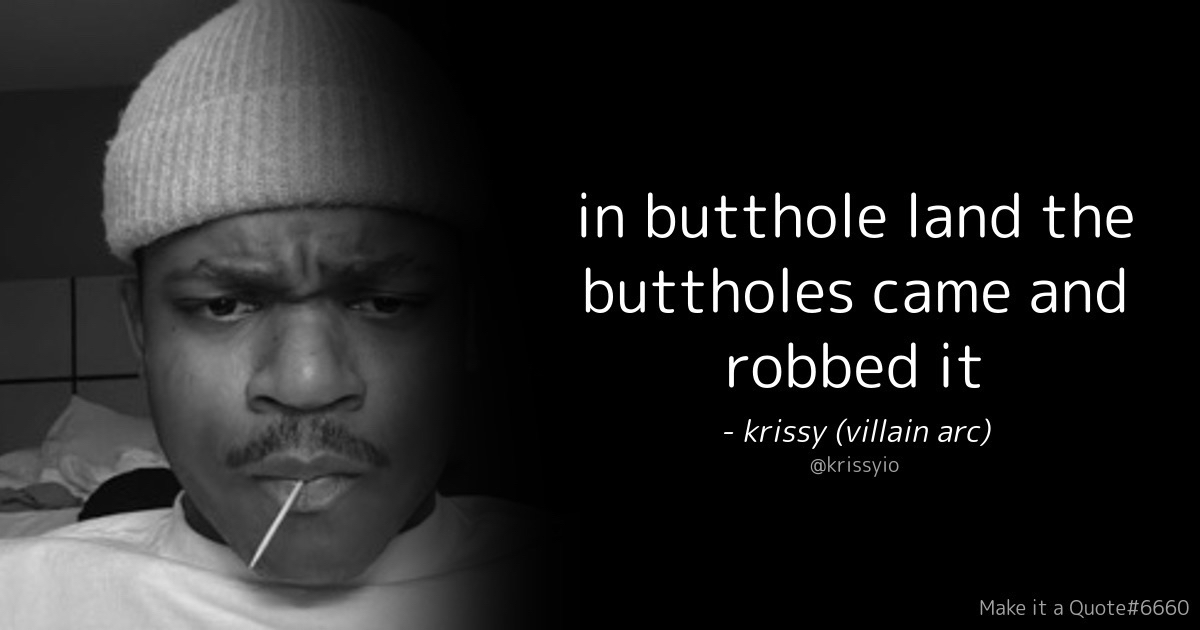 in butthole land the
buttholes came and
robbed it
- krissy (villain arc)
@krissyio
Make it a Quote#6660